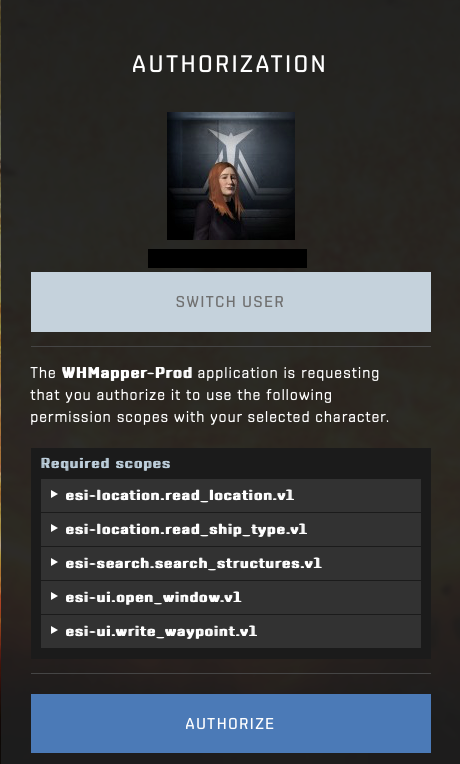 AUTHORIZATION
SWITCH USER
The WHMapper-Prod application is requesting
that you authorize it to use the following
permission scopes with your selected character.
Required scopes
esi-location.read_location.v1
esi-location.read_ship_type.v1
esi-search.search_structures.v1
esi-ui.open_window.v1
esi-ui.write_waypoint.v1
AUTHORIZE